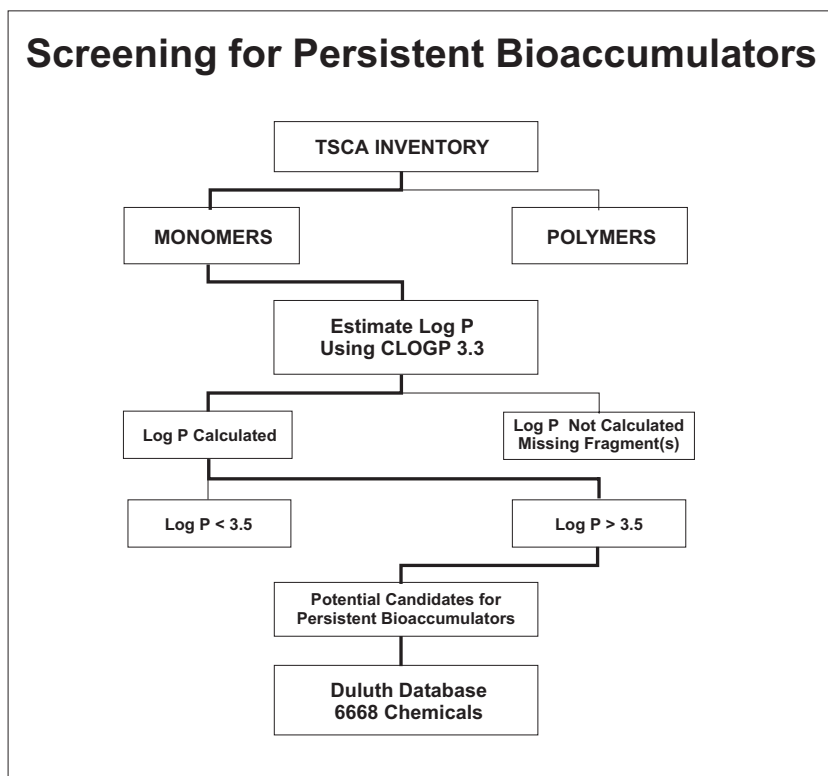 Screening for Persistent Bioaccumulators
TSCA INVENTORY
MONOMERS
POLYMERS
Estimate Log P
Using CLOGP 3.3
Log P Calculated
Log P Not Calculated
Missing Fragment(s)
Log P < 3.5
Log P > 3.5
Potential Candidates for
Persistent Bioaccumulators
Duluth Database
6668 Chemicals